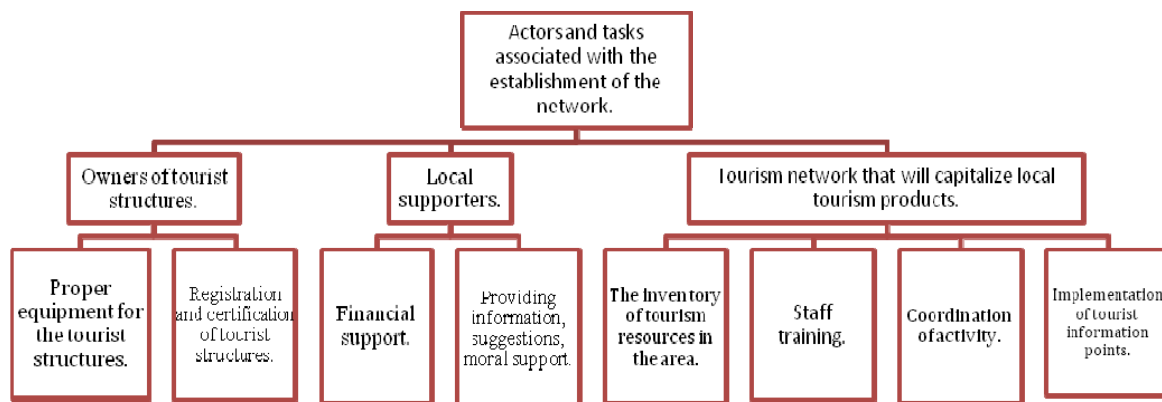 Actors and tasks
associated with the
establishment of the
network.
Owners of tourist
structures.
Local
supporters.
Tourism network that will capitalize local
tourism products.
Proper
equipment for
the tourist
structures.
Registration
and certification
of tourist
structures.
Financial
support.
Providing
information,
suggestions,
moral support.
The inventory
of tourism
resources in
the area.
Staff
training.
Coordination
of activity.
Implementation
of tourist
information
points.